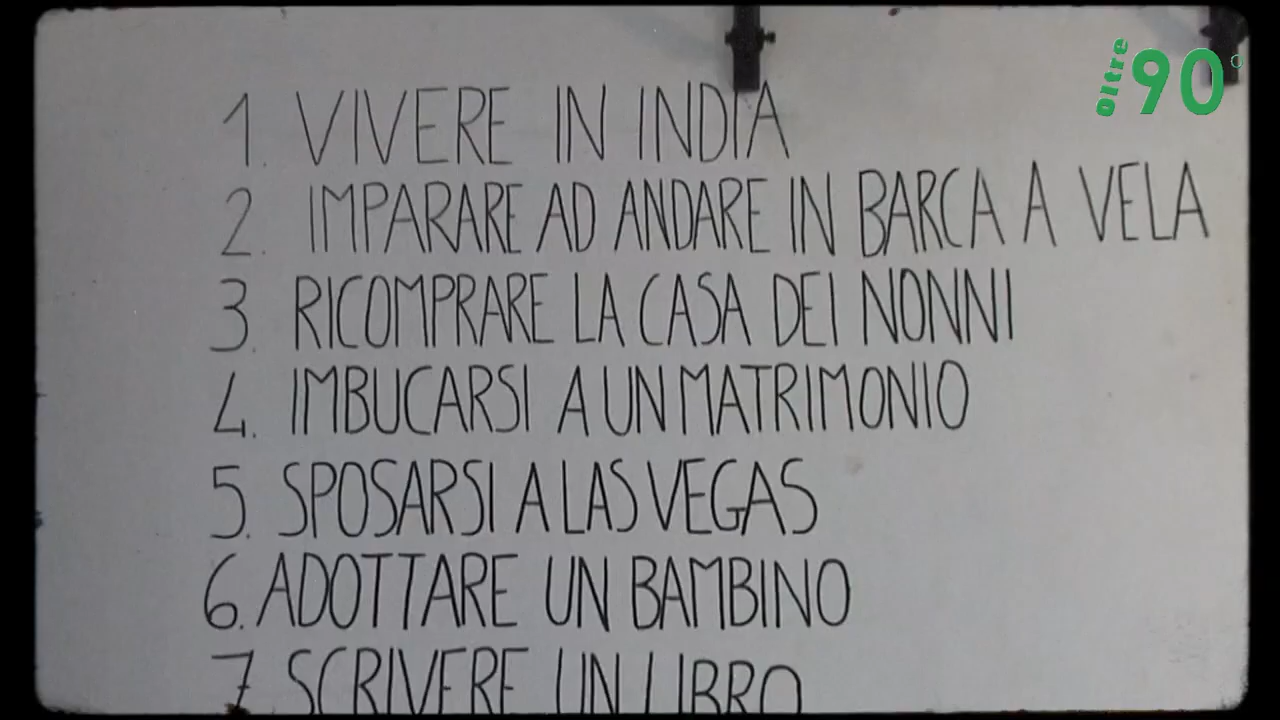 oltre 90°
1. VIVERE IN INDIA
2. IMPARARE AD ANDARE IN BARCA A VELA
3. RICOMPRARE LA CASA DEI NONNI
4. IMBUCARSI A UN MATRIMONIO
5. SPOSARSI A LAS VEGAS
6. ADOTTARE UN BAMBINO
7 SCRIVERE UN LIBRO